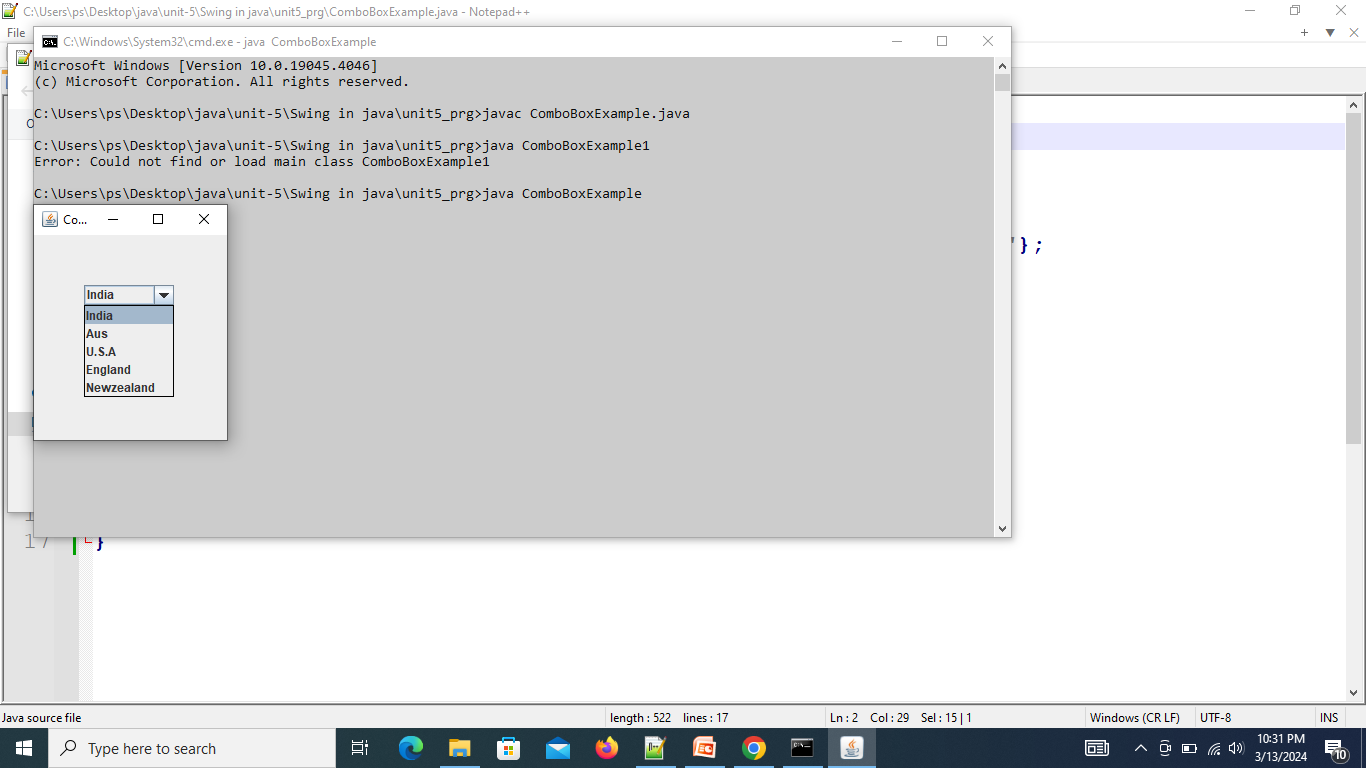 C:\Users\ps\Desktop\java\unit-5\Swing in java\unit5_prg\ComboBoxExample.java - Notepad++
File
C:\Windows\System32\cmd.exe - java  ComboBoxExample
Microsoft Windows [Version 10.0.19045.4046]
(c) Microsoft Corporation. All rights reserved.
C:\Users\ps\Desktop\java\unit-5\Swing in java\unit5_prg>javac ComboBoxExample.java
C:\Users\ps\Desktop\java\unit-5\Swing in java\unit5_prg>java ComboBoxExample1
Error: Could not find or load main class ComboBoxExample1
C:\Users\ps\Desktop\java\unit-5\Swing in java\unit5_prg>java ComboBoxExample
Co...
};
India
India
Aus
U.S.A
England
Newzealand
17 }
Java source file length : 522 lines : 17 Ln : 2 Col : 29 Sel : 15 | 1 Windows (CR LF) UTF-8 INS
Type here to search
10:31 PM
3/13/2024
10